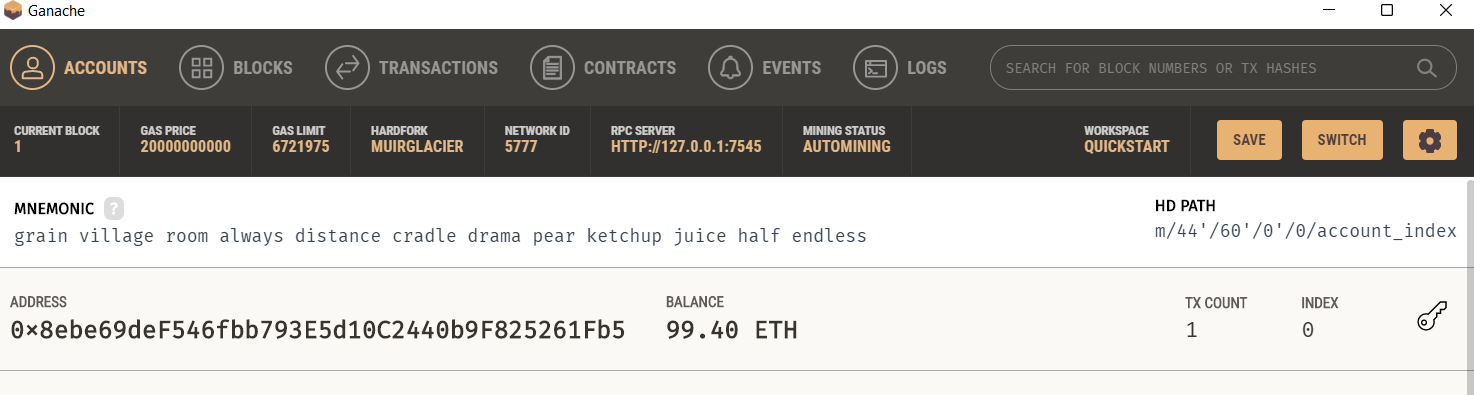 Ganache
ACCOUNTS BLOCKS TRANSACTIONS CONTRACTS EVENTS LOGS SEARCH FOR BLOCK NUMBERS OR TX HASHES
CURRENT BLOCK GAS PRICE GAS LIMIT HARDFORK NETWORK ID RPC SERVER MINING STATUS WORKSPACE
1 20000000000 6721975 MUIRGLACIER 5777 HTTP://127.0.0.1:7545 AUTOMINING QUICKSTART SAVE SWITCH
MNEMONIC ? HD PATH
grain village room always distance cradle drama pear ketchup juice half endless m/44'/60'/0'/0/account_index
ADDRESS BALANCE TX COUNT INDEX
0×8ebe69deF546fbb793E5d10C2440b9F825261Fb5 99.40 ETH 1 0